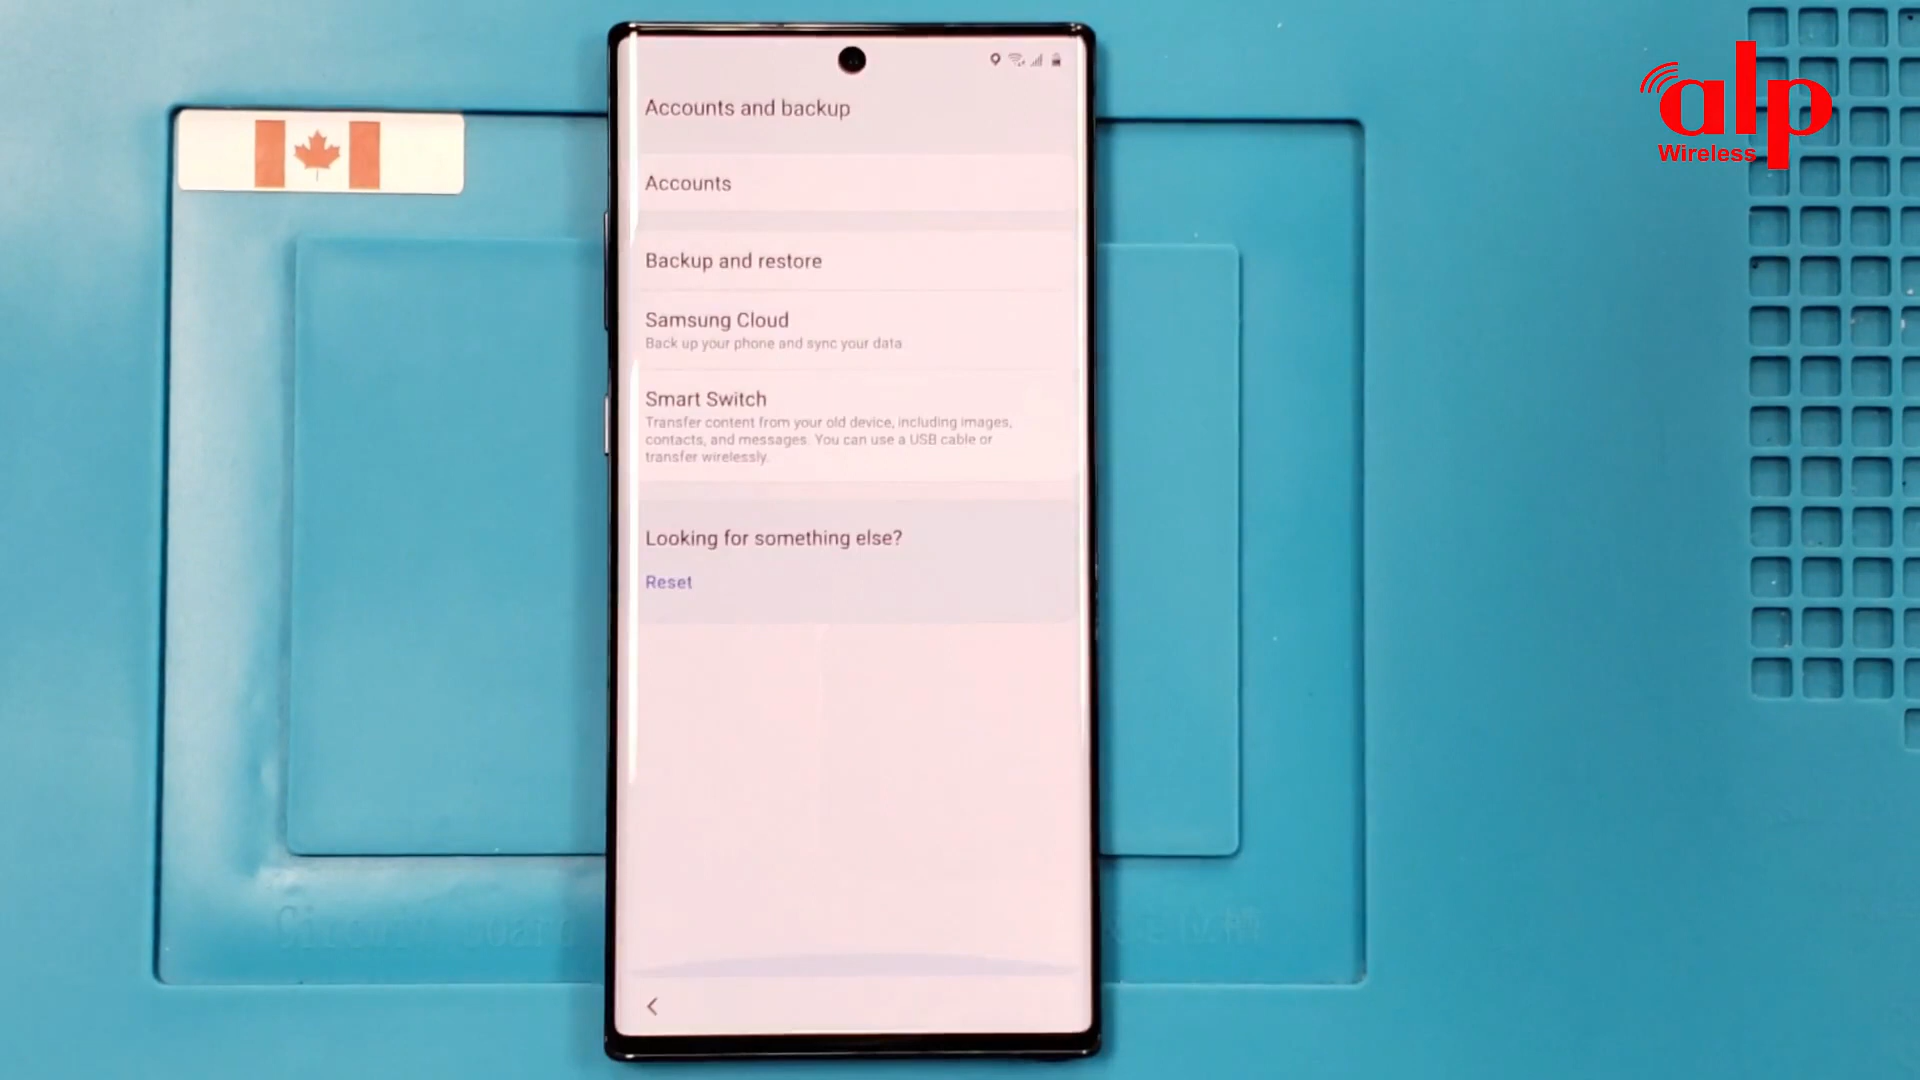 alp
Wireless
Accounts and backup
Accounts
Backup and restore
Samsung Cloud
Back up your phone and sync your data
Smart Switch
Transfer content from your old device, including images,
contacts, and messages. You can use a USB cable or
transfer wirelessly.
Looking for something else?
Reset
Circuit board